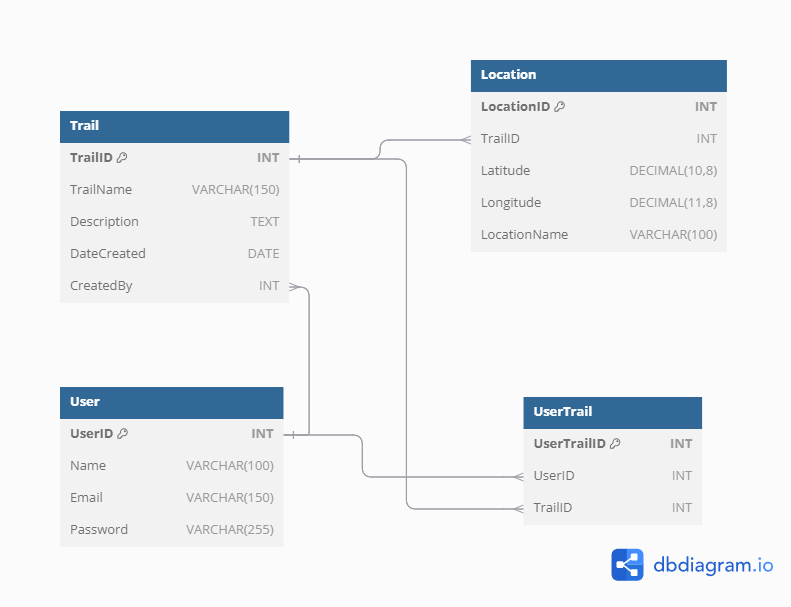 Trail
TrailID INT
TrailName VARCHAR(150)
Description TEXT
DateCreated DATE
CreatedBy INT
Location
LocationID INT
TrailID INT
Latitude DECIMAL(10,8)
Longitude DECIMAL(11,8)
LocationName VARCHAR(100)
User
UserID INT
Name VARCHAR(100)
Email VARCHAR(150)
Password VARCHAR(255)
UserTrail
UserTrailID INT
UserID INT
TrailID INT
dbdiagram.io